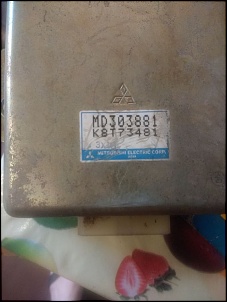 MD303881
K8T73481
MITSUBISHI ELECTRIC CORP.